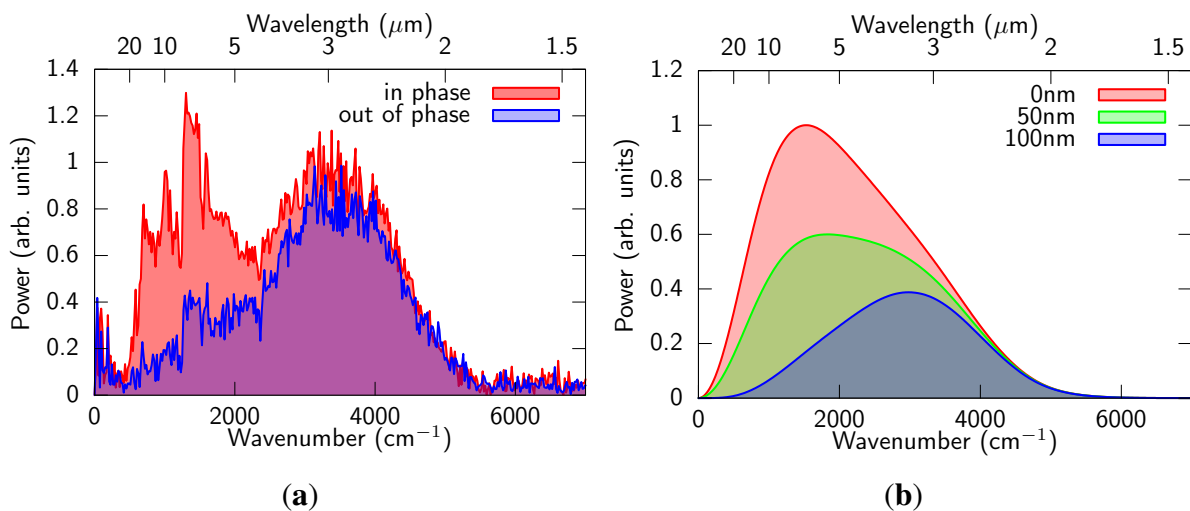 Wavelength (μm)
20 10 5 3 2 1.5
1.4
1.2
1
0.8
0.6
0.4
0.2
0
Power (arb. units)
in phase
out of phase
0 2000 4000 6000
Wavenumber (cm⁻¹)
(a)
Wavelength (μm)
20 10 5 3 2 1.5
1.2
1
0.8
0.6
0.4
0.2
0
Power (arb. units)
0nm
50nm
100nm
0 2000 4000 6000
Wavenumber (cm⁻¹)
(b)